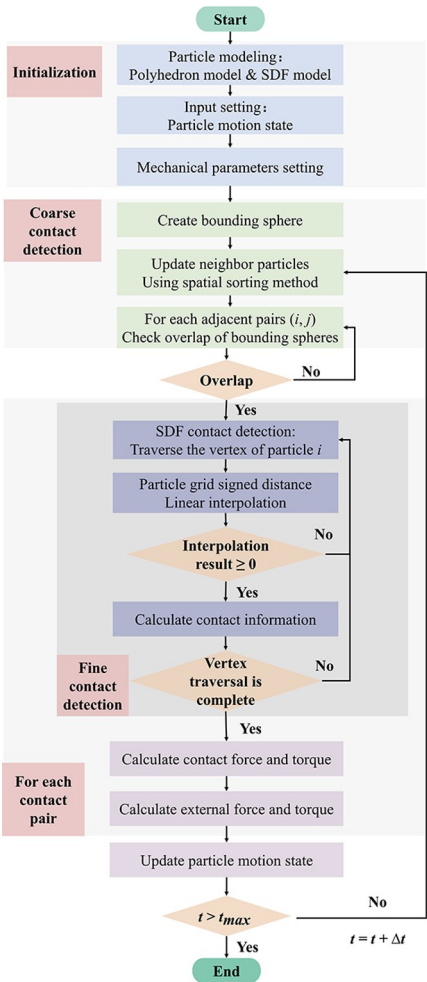 Start
Initialization
Particle modeling：
Polyhedron model & SDF model
Input setting：
Particle motion state
Mechanical parameters setting
Coarse
contact
detection
Create bounding sphere
Update neighbor particles
Using spatial sorting method
For each adjacent pairs (i, j)
Check overlap of bounding spheres
Overlap
No
Yes
SDF contact detection:
Traverse the vertex of particle i
Particle grid signed distance
Linear interpolation
Interpolation
result ≥ 0
No
Yes
Calculate contact information
Fine
contact
detection
Vertex
traversal is
complete
No
Yes
For each
contact
pair
Calculate contact force and torque
Calculate external force and torque
Update particle motion state
t > tmax
No
t = t + Δt
Yes
End